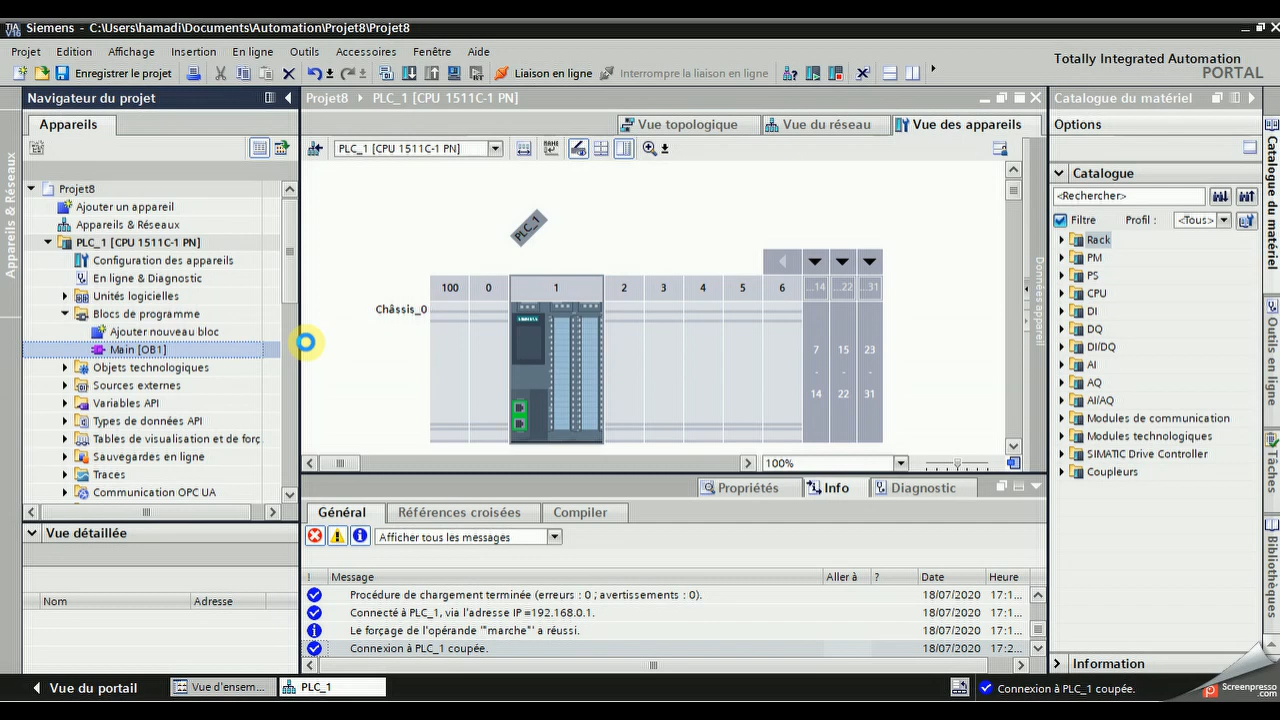 TIA
V16
Siemens - C:\Users\hamadi\Documents\Automation\Projet8\Projet8
Projet Edition Affichage Insertion En ligne Outils Accessoires Fenêtre Aide
Totally Integrated Automation
PORTAL
Enregistrer le projet
Liaison en ligne
Interrompre la liaison en ligne
Navigateur du projet
Projet8
PLC_1 [CPU 1511C-1 PN]
Catalogue du matériel
Appareils
Vue topologique
Vue du réseau
Vue des appareils
Options
PLC_1 [CPU 1511C-1 PN]
Appareils & Réseaux
Projet8
Ajouter un appareil
Appareils & Réseaux
PLC_1 [CPU 1511C-1 PN]
Configuration des appareils
En ligne & Diagnostic
Unités logicielles
Blocs de programme
Ajouter nouveau bloc
Main [OB1]
Objets technologiques
Sources externes
Variables API
Types de données API
Tables de visualisation et de forç
Sauvegardes en ligne
Traces
Communication OPC UA
Vue détaillée
Nom Adresse
PLC_1
100 0 1 2 3 4 5 6 ...14 ...22 ...31
Châssis_0
SIEMENS
7 15 23
- - -
14 22 31
100%
Données appareil
Propriétés
Info
Diagnostic
Général
Références croisées
Compiler
Afficher tous les messages
! Message Aller à ? Date Heure
Procédure de chargement terminée (erreurs : 0 ; avertissements : 0). 18/07/2020 17:1...
Connecté à PLC_1, via l'adresse IP =192.168.0.1. 18/07/2020 17:1...
Le forçage de l'opérande '"marche"' a réussi. 18/07/2020 17:1...
Connexion à PLC_1 coupée. 18/07/2020 17:2...
Catalogue
<Rechercher>
Filtre Profil : <Tous>
Rack
PM
PS
CPU
DI
DQ
DI/DQ
AI
AQ
AI/AQ
Modules de communication
Modules technologiques
SIMATIC Drive Controller
Coupleurs
Information
Catalogue du matériel
Outils en ligne
Tâches
Bibliothèques
Vue du portail
Vue d'ensem...
PLC_1
Connexion à PLC_1 coupée.
Screenpresso
.com